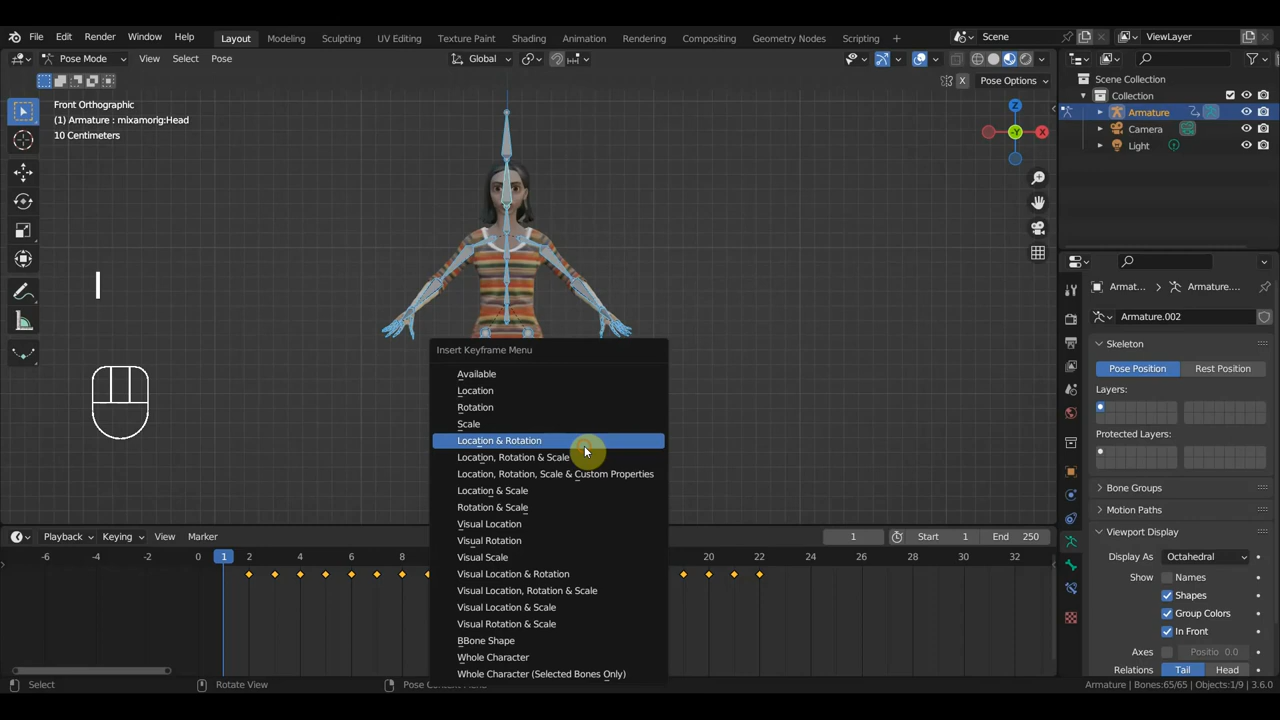 File Edit Render Window Help Layout Modeling Sculpting UV Editing Texture Paint Shading Animation Rendering Compositing Geometry Nodes Scripting + Scene ViewLayer
Pose Mode View Select Pose Global
X Pose Options
Scene Collection
Collection
Armature
Camera
Light
Front Orthographic
(1) Armature : mixamorig:Head
10 Centimeters
Z
-Y
X
I
Insert Keyframe Menu
Available
Location
Rotation
Scale
Location & Rotation
Location, Rotation & Scale
Location, Rotation, Scale & Custom Properties
Location & Scale
Rotation & Scale
Visual Location
Visual Rotation
Visual Scale
Visual Location & Rotation
Visual Location, Rotation & Scale
Visual Location & Scale
Visual Rotation & Scale
BBone Shape
Whole Character
Whole Character (Selected Bones Only)
Armat... Armature....
Armature.002
Skeleton
Pose Position Rest Position
Layers:
Protected Layers:
Bone Groups
Motion Paths
Viewport Display
Display As Octahedral
Show Names
Shapes
Group Colors
In Front
Axes Positio 0.0
Relations Tail Head
Playback Keying View Marker 1 Start 1 End 250
-6 -4 -2 0 1 2 4 6 8 20 22 24 26 28 30 32
Select Rotate View
Armature | Bones:65/65 | Objects:1/9 | 3.6.0